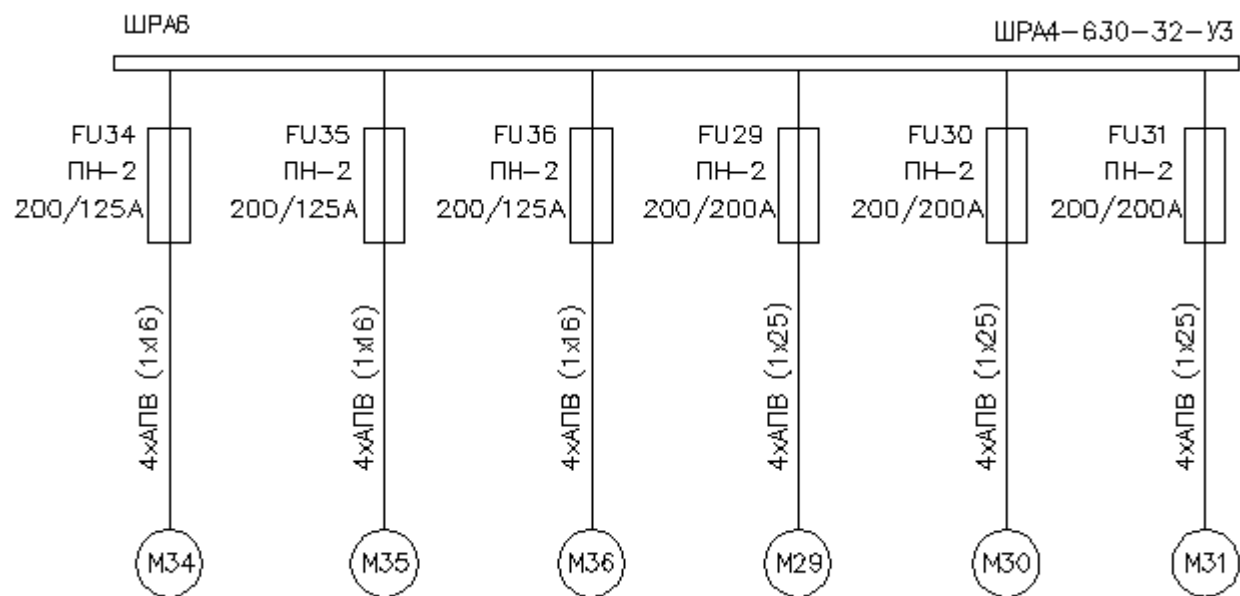 ШРА6
ШРА4-630-32-У3
FU34
ПН-2
200/125А
FU35
ПН-2
200/125А
FU36
ПН-2
200/125А
FU29
ПН-2
200/200А
FU30
ПН-2
200/200А
FU31
ПН-2
200/200А
4хАПВ (1х16)
4хАПВ (1х16)
4хАПВ (1х16)
4хАПВ (1х25)
4хАПВ (1х25)
4хАПВ (1х25)
М34
М35
М36
М29
М30
М31